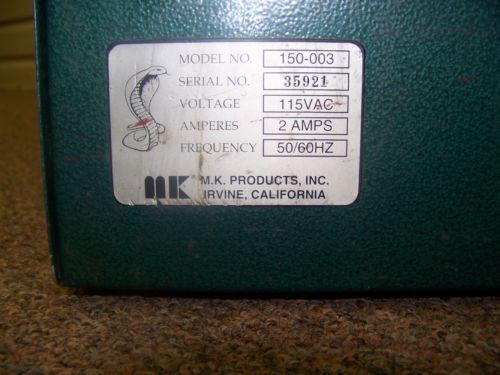 MODEL NO. 150-003
SERIAL NO. 35921
VOLTAGE 115VAC
AMPERES 2 AMPS
FREQUENCY 50/60HZ
MK M.K. PRODUCTS, INC.
IRVINE, CALIFORNIA